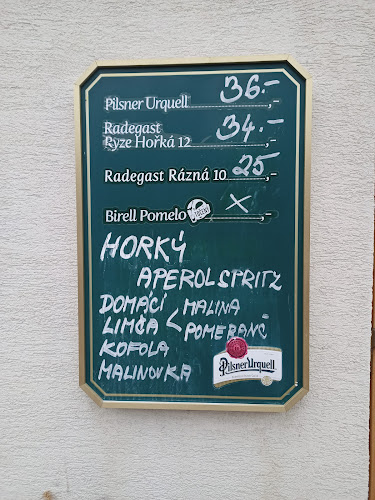 Pilsner Urquell 36.- ,-
Radegast
Ryze Hořká 12 34.- ,-
Radegast Rázná 10 25 ,-
Birell Pomelo x ,-
HORKÝ
APEROL SPRITZ
DOMÁCÍ MALINA
LIMČA < POMERANČ
KOFOLA
MALINOVKA
Pilsner Urquell